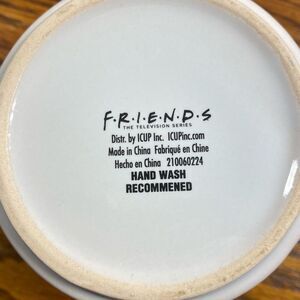 F·R·I·E·N·D·S
THE TELEVISION SERIES
Distr. by ICUP Inc. ICUPinc.com
Made in China Fabriqué en Chine
Hecho en China 210060224
HAND WASH
RECOMMENED